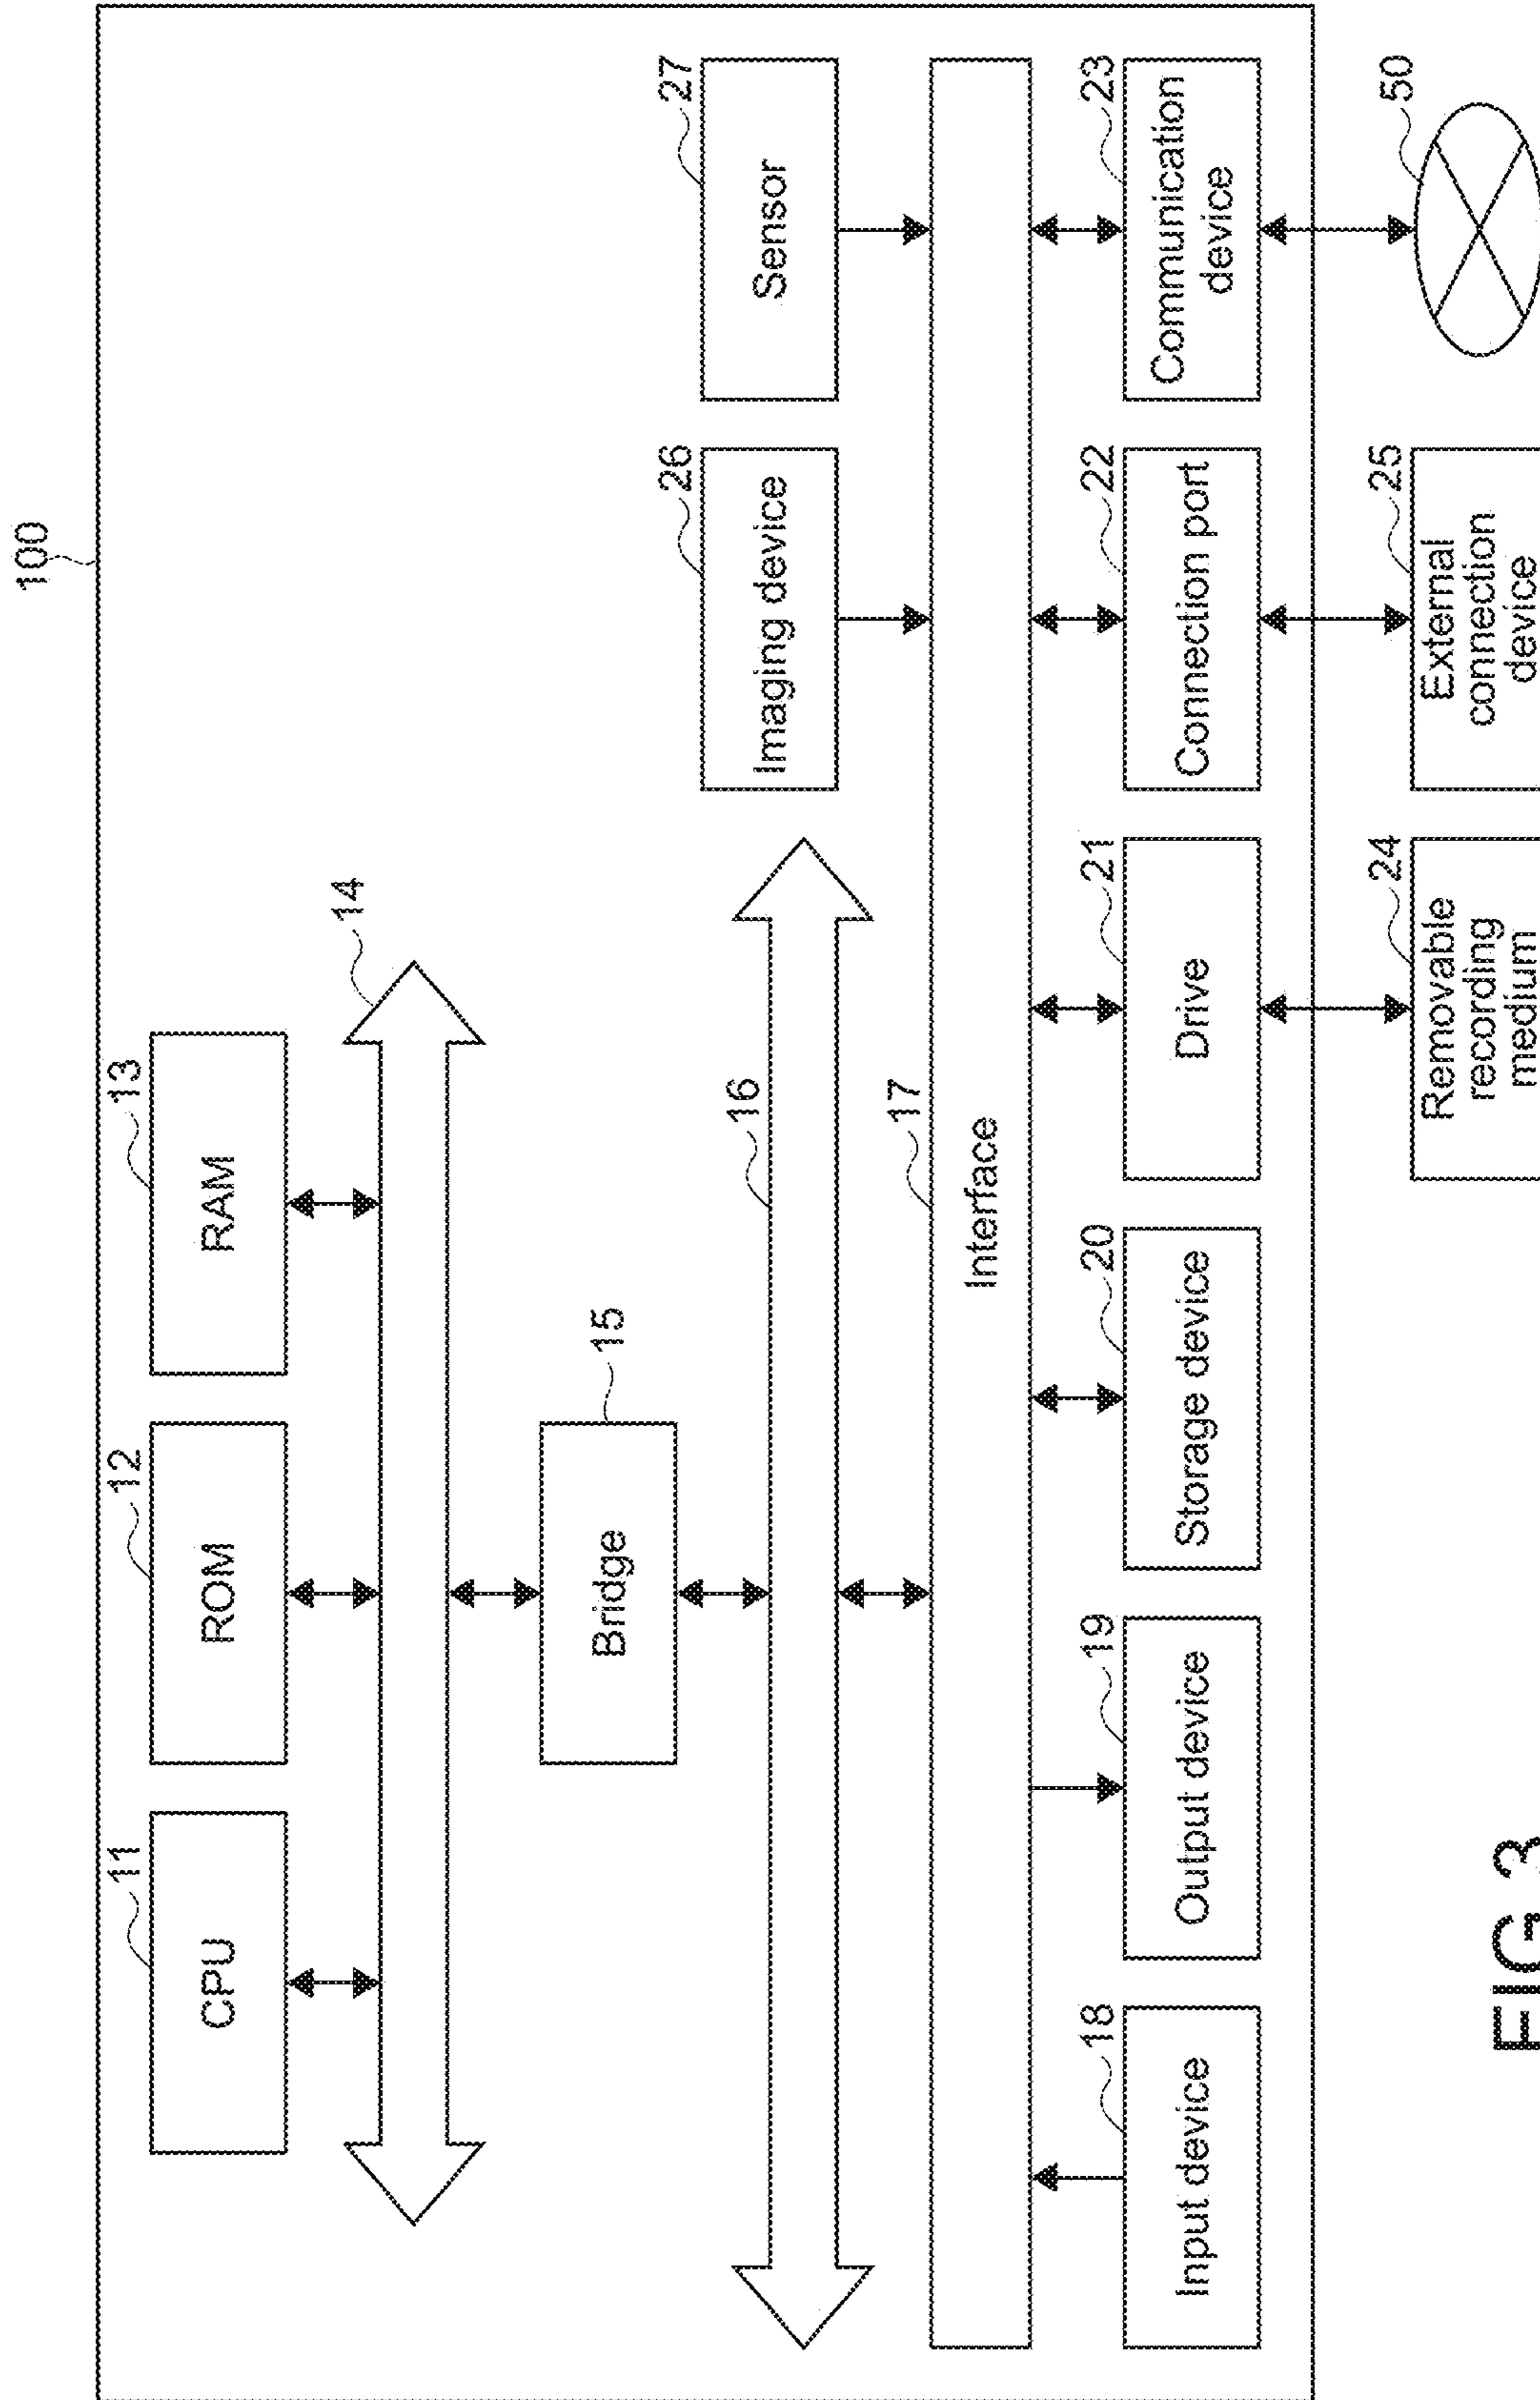 100
11
CPU
12
ROM
13
RAM
14
15
Bridge
16
26
Imaging device
27
Sensor
17
Interface
18
Input device
19
Output device
20
Storage device
21
Drive
22
Connection port
23
Communication
device
24
Removable
recording
medium
25
External
connection
device
50
FIG.3